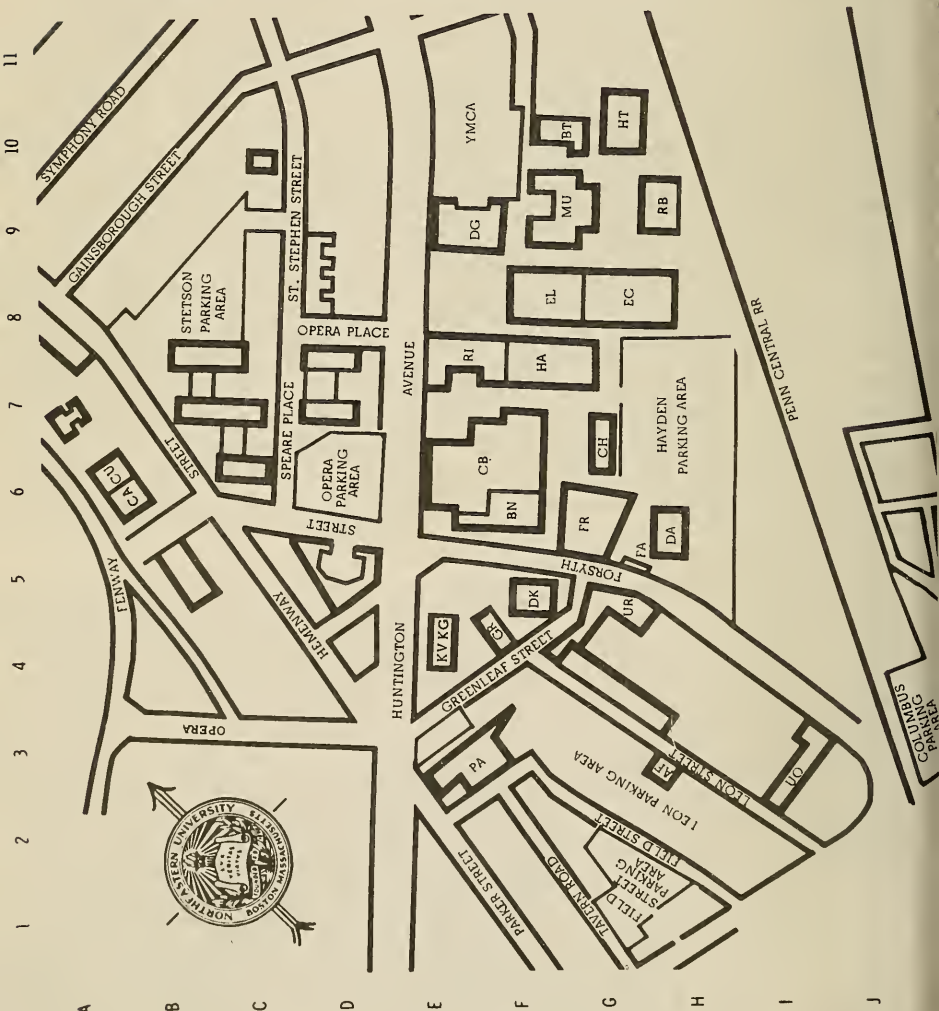 11
10
9
8
7
6
5
4
3
2
1
A
B
C
D
E
F
G
H
I
J
SYMPHONY ROAD
GAINSBOROUGH STREET
ST. STEPHEN STREET
STETSON
PARKING
AREA
OPERA PLACE
SPEARE PLACE
OPERA
PARKING
AREA
STREET
STREET
HEMENWAY
FENWAY
CA CU
OPERA
HUNTINGTON
AVENUE
YMCA
DG
BT
HT
MU
RB
EL
EC
RI
HA
CB
BN
CH
HAYDEN
PARKING AREA
FR
FA
DA
FORSYTH
DK
KV KG
GR
GREENLEAF STREET
UR
PA
AF
LEON STREET
LEON PARKING AREA
UO
FIELD STREET
FIELD
STREET
PARKING
AREA
TAVERN ROAD
PARKER STREET
PENN CENTRAL RR
COLUMBUS
PARKING
AREA
NORTHEASTERN UNIVERSITY
BOSTON MASSACHUSETTS
LUX
VERITAS
VIRTUS